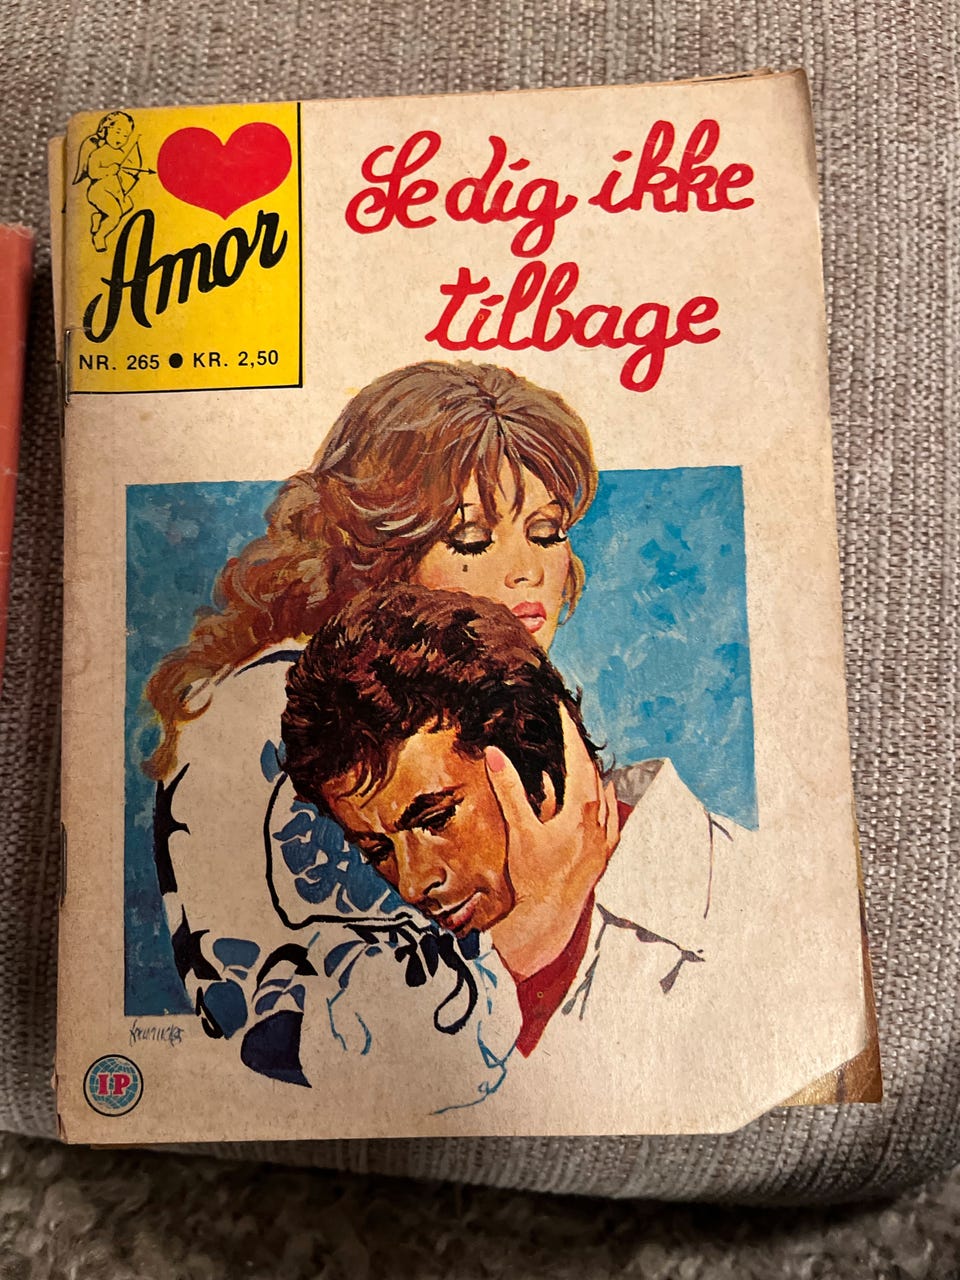 Amor
NR. 265 ● KR. 2,50
Se dig ikke
tilbage
IP